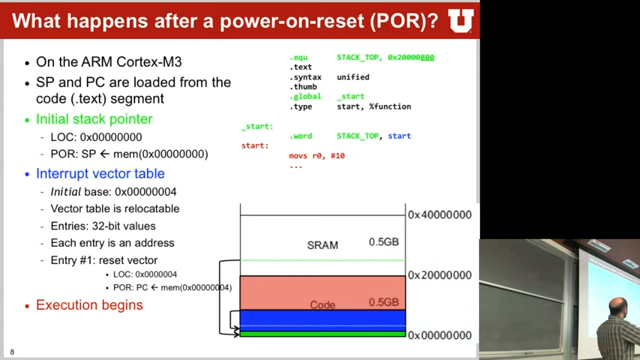 What happens after a power-on-reset (POR)?
U
• On the ARM Cortex-M3
• SP and PC are loaded from the
code (.text) segment
• Initial stack pointer
- LOC: 0x00000000
- POR: SP ← mem(0x00000000)
• Interrupt vector table
- Initial base: 0x00000004
- Vector table is relocatable
- Entries: 32-bit values
- Each entry is an address
- Entry #1: reset vector
• LOC: 0x0000004
• POR: PC ← mem(0x00000004)
• Execution begins
8
.equ STACK_TOP, 0x20000800
.text
.syntax unified
.thumb
.global _start
.type start, %function
_start:
.word STACK_TOP, start
start:
movs r0, #10
...
0x40000000
SRAM 0.5GB
0x20000000
Code 0.5GB
0x00000000